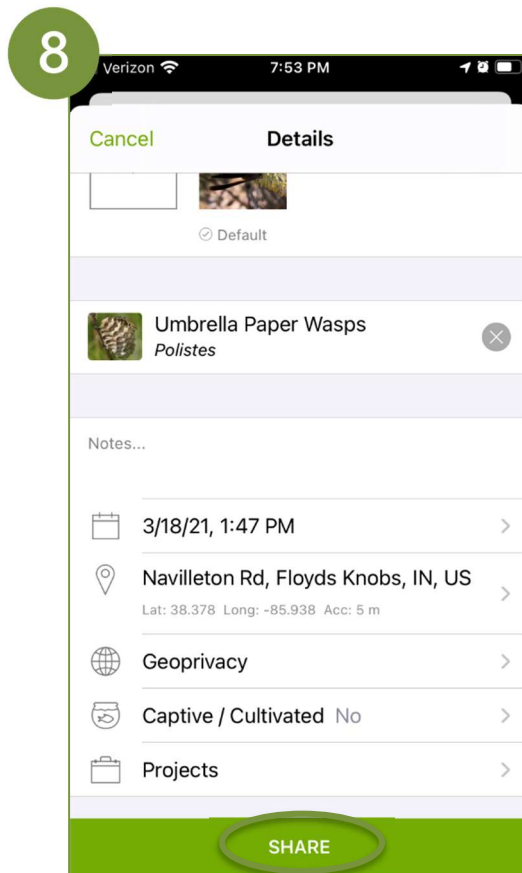 8
Verizon 7:53 PM
Cancel Details
Default
Umbrella Paper Wasps
Polistes
Notes...
3/18/21, 1:47 PM
Navilleton Rd, Floyds Knobs, IN, US
Lat: 38.378 Long: -85.938 Acc: 5 m
Geoprivacy
Captive / Cultivated No
Projects
SHARE